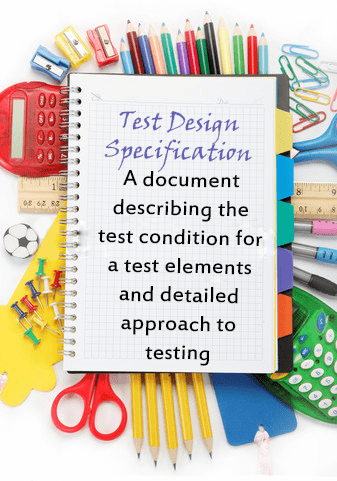 Test Design
Specification
A document
describing the
test condition for
a test elements
and detailed
approach to
testing